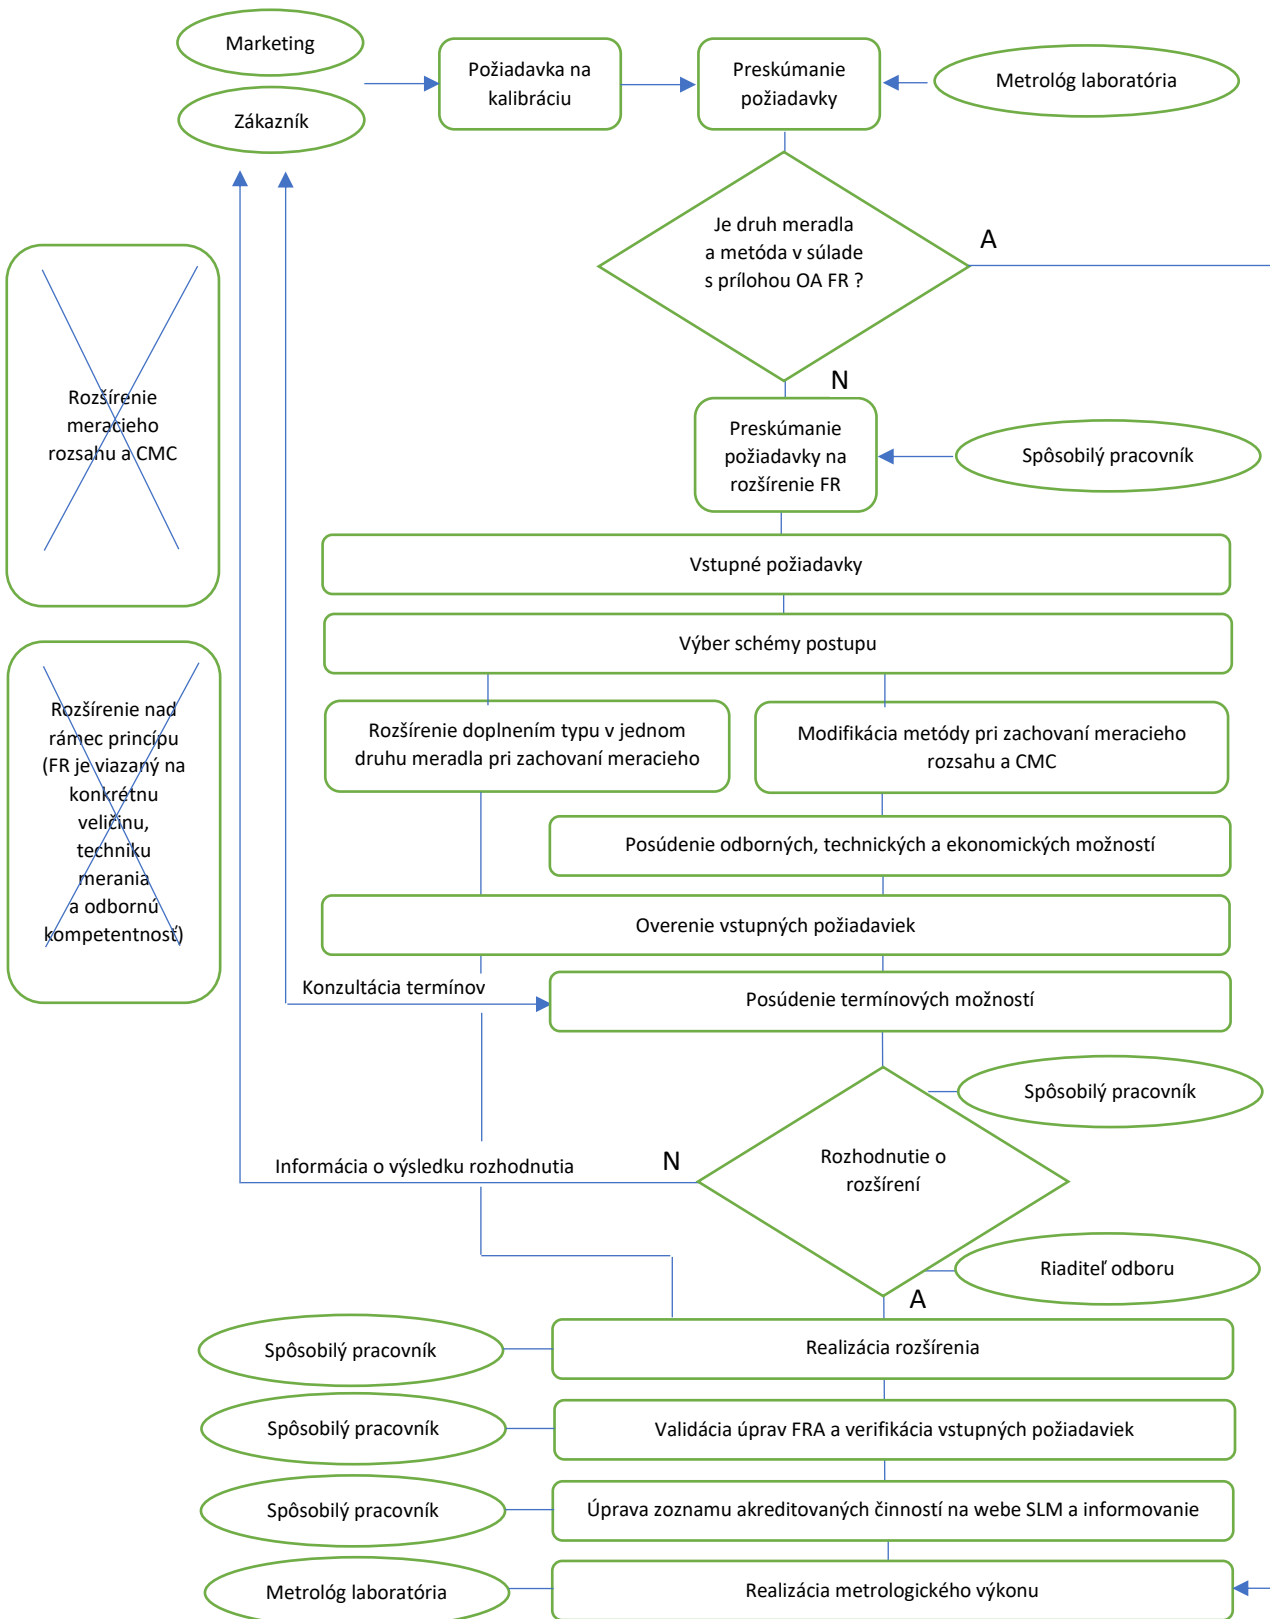 Marketing
Zákazník
Požiadavka na
kalibráciu
Preskúmanie
požiadavky
Metrológ laboratória
Je druh meradla
a metóda v súlade
s prílohou OA FR ?
A
N
Rozšírenie
meracieho
rozsahu a CMC
Preskúmanie
požiadavky na
rozšírenie FR
Spôsobilý pracovník
Vstupné požiadavky
Výber schémy postupu
Rozšírenie nad
rámec princípu
(FR je viazaný na
konkrétnu
veličinu,
techniku
merania
a odbornú
kompetentnosť)
Rozšírenie doplnením typu v jednom
druhu meradla pri zachovaní meracieho
Modifikácia metódy pri zachovaní meracieho
rozsahu a CMC
Posúdenie odborných, technických a ekonomických možností
Overenie vstupných požiadaviek
Konzultácia termínov
Posúdenie termínových možností
Spôsobilý pracovník
Informácia o výsledku rozhodnutia
N
Rozhodnutie o
rozšírení
Riaditeľ odboru
A
Spôsobilý pracovník
Realizácia rozšírenia
Spôsobilý pracovník
Validácia úprav FRA a verifikácia vstupných požiadaviek
Spôsobilý pracovník
Úprava zoznamu akreditovaných činností na webe SLM a informovanie
Metrológ laboratória
Realizácia metrologického výkonu